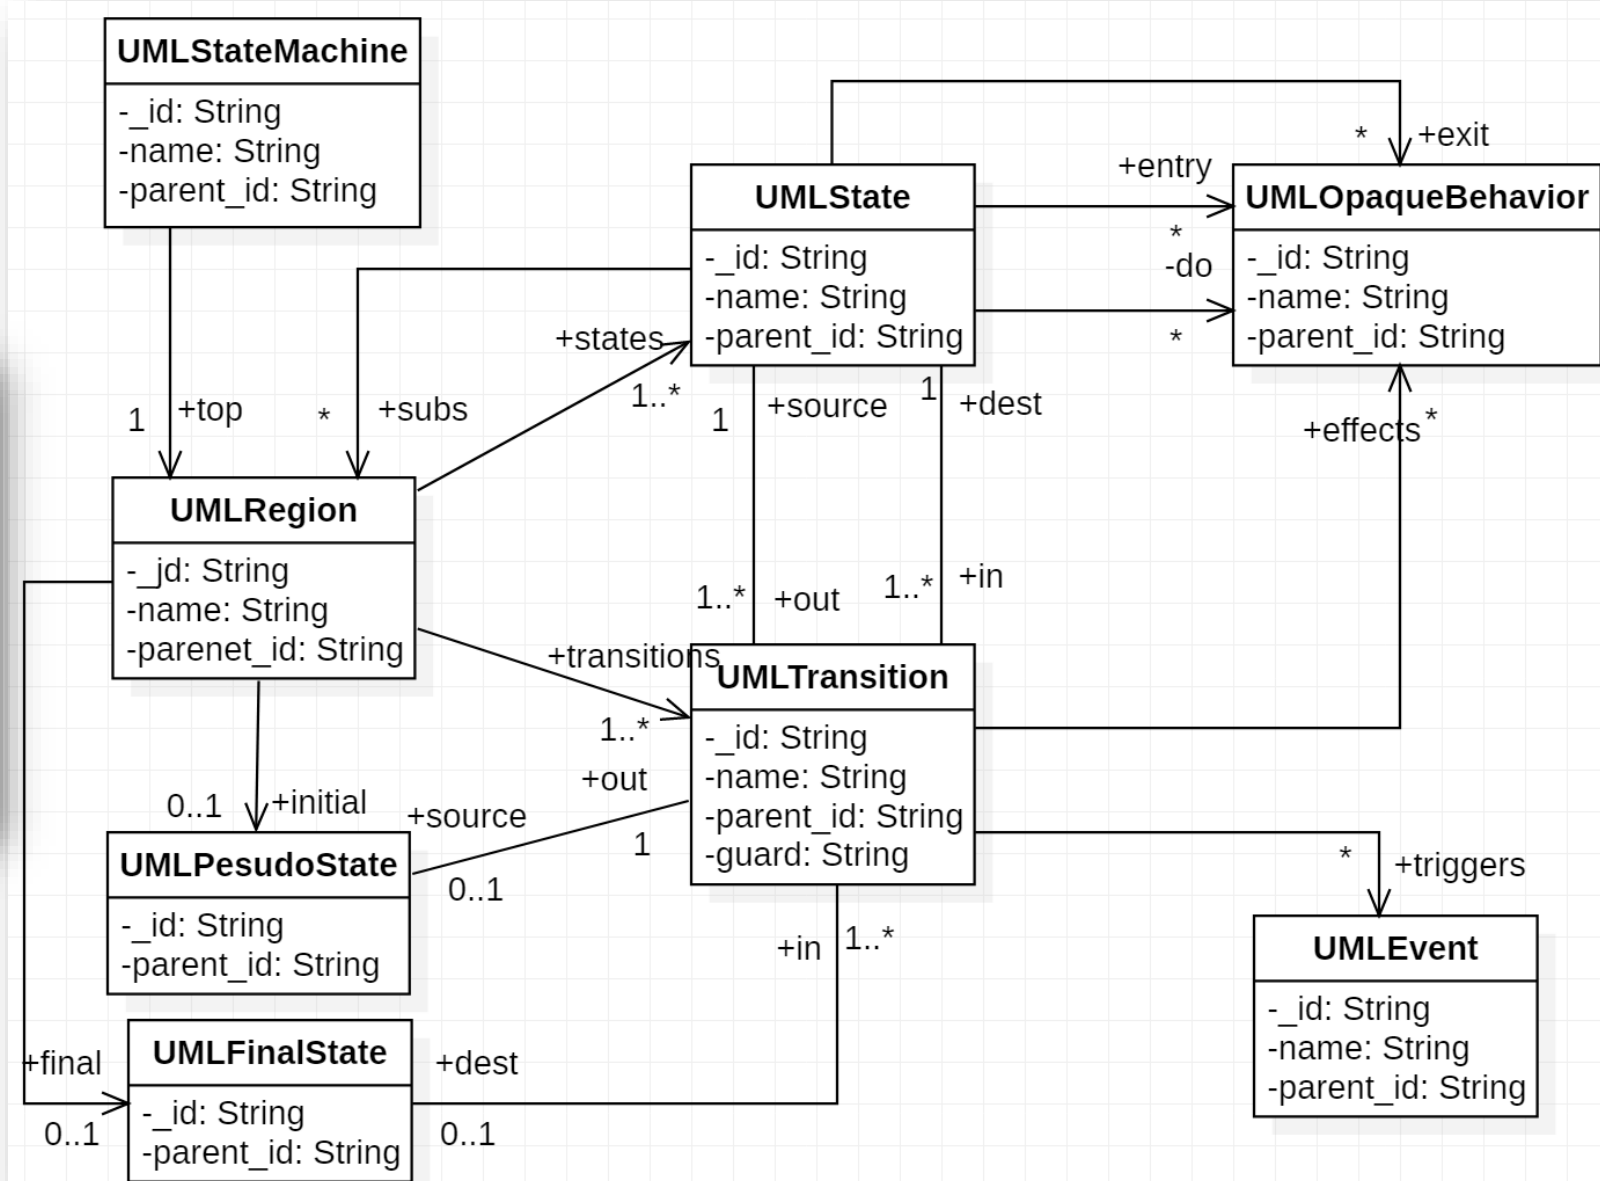 UMLStateMachine
-_id: String
-name: String
-parent_id: String
* +exit
+entry
UMLState
UMLOpaqueBehavior
*
-_id: String
-name: String
-parent_id: String
-do
*
-_id: String
-name: String
-parent_id: String
+states
1..*
1 +top
* +subs
1 +source
1 +dest
+effects *
UMLRegion
-_jd: String
-name: String
-parenet_id: String
1..* +out
1..* +in
+transitions
1..*
UMLTransition
-_id: String
-name: String
-parent_id: String
-guard: String
0..1 +initial
+source
0..1
+out
1
* +triggers
UMLPesudoState
-_id: String
-parent_id: String
+in 1..*
UMLEvent
-_id: String
-name: String
-parent_id: String
+final
0..1
UMLFinalState
-_id: String
-parent_id: String
+dest
0..1